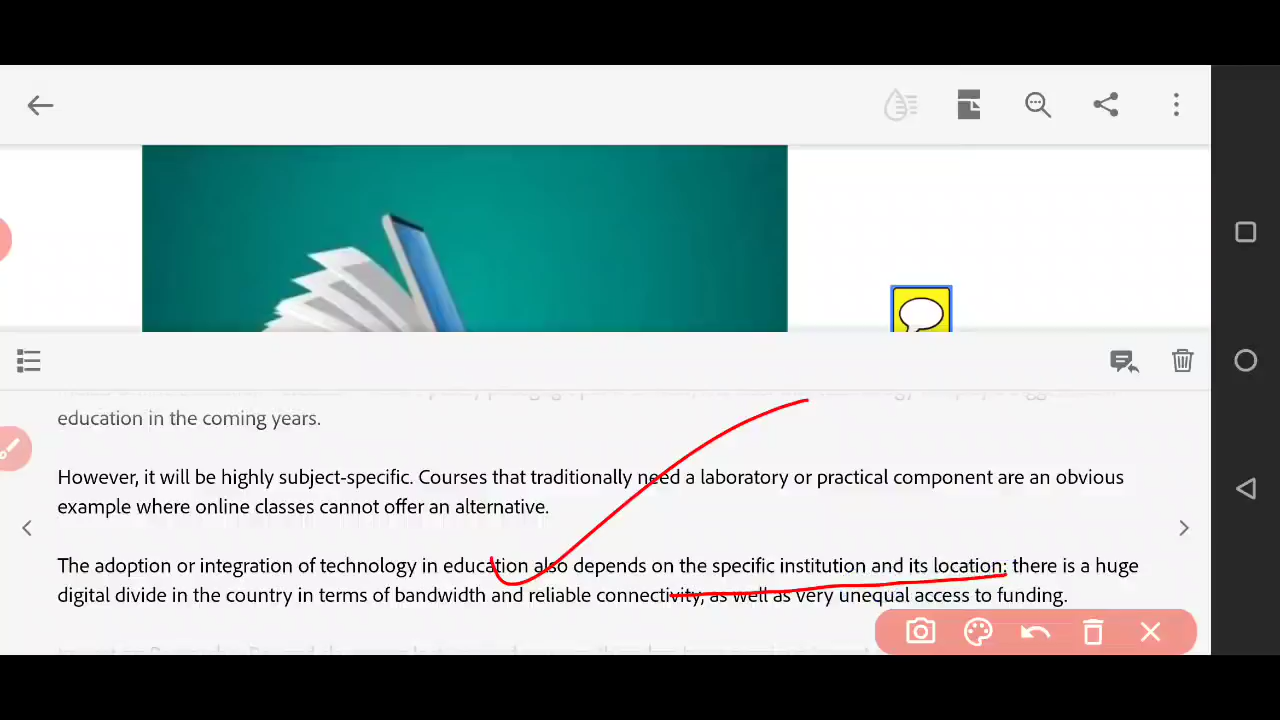 education in the coming years.
However, it will be highly subject-specific. Courses that traditionally need a laboratory or practical component are an obvious
example where online classes cannot offer an alternative.
The adoption or integration of technology in education also depends on the specific institution and its location: there is a huge
digital divide in the country in terms of bandwidth and reliable connectivity, as well as very unequal access to funding.